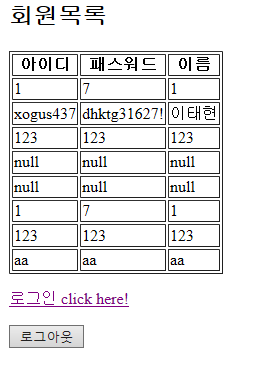 회원목록
아이디 패스워드 이름
1 7 1
xogus437 dhktg31627! 이태현
123 123 123
null null null
null null null
1 7 1
123 123 123
aa aa aa
로그인 click here!
로그아웃